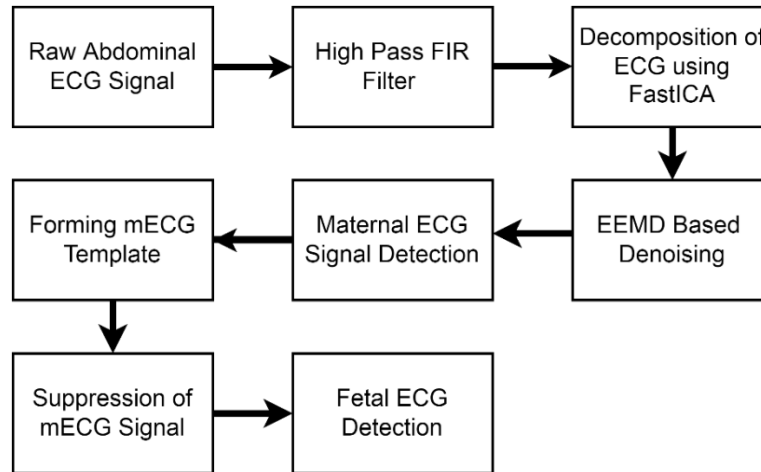 Raw Abdominal
ECG Signal
High Pass FIR
Filter
Decomposition of
ECG using
FastICA
Forming mECG
Template
Maternal ECG
Signal Detection
EEMD Based
Denoising
Suppression of
mECG Signal
Fetal ECG
Detection